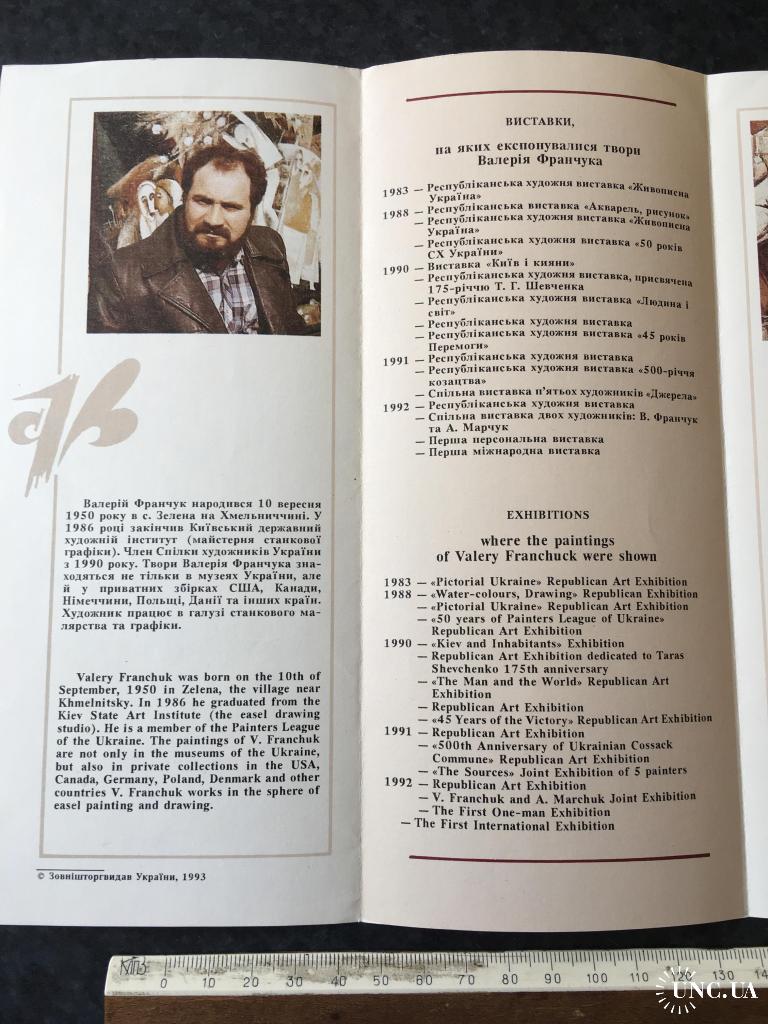 Валерій Франчук народився 10 вересня
1950 року в с. Зелена на Хмельниччині. У
1986 році закінчив Київський державний
художній інститут (майстерня станкової
графіки). Член Спілки художників України
з 1990 року. Твори Валерія Франчука зна-
ходяться не тільки в музеях України, але
й у приватних збірках США, Канади,
Німеччини, Польщі, Данії та інших країн.
Художник працює в галузі станкового ма-
лярства та графіки.
Valery Franchuk was born on the 10th of
September, 1950 in Zelena, the village near
Khmelnitsky. In 1986 he graduated from the
Kiev State Art Institute (the easel drawing
studio). He is a member of the Painters League
of the Ukraine. The paintings of V. Franchuk
are not only in the museums of the Ukraine,
but also in private collections in the USA,
Canada, Germany, Poland, Denmark and other
countries V. Franchuk works in the sphere of
easel painting and drawing.
© Зовнішторгвидав України, 1993
ВИСТАВКИ,
на яких експонувалися твори
Валерія Франчука
1983 — Республіканська художня виставка «Живописна
Україна»
1988 — Республіканська виставка «Акварель, рисунок»
— Республіканська художня виставка «Живописна
Україна»
— Республіканська художня виставка «50 років
СХ України»
1990 — Виставка «Київ і кияни»
— Республіканська художня виставка, присвячена
175-річчю Т. Г. Шевченка
— Республіканська художня виставка «Людина і
світ»
— Республіканська художня виставка
— Республіканська художня виставка «45 років
Перемоги»
1991 — Республіканська художня виставка
— Республіканська художня виставка «500-річчя
козацтва»
— Спільна виставка п'ятьох художників «Джерела»
1992 — Республіканська художня виставка
— Спільна виставка двох художників: В. Франчук
та А. Марчук
— Перша персональна виставка
— Перша міжнародна виставка
EXHIBITIONS
where the paintings
of Valery Franchuck were shown
1983 — «Pictorial Ukraine» Republican Art Exhibition
1988 — «Water-colours, Drawing» Republican Exhibition
— «Pictorial Ukraine» Republican Art Exhibition
— «50 years of Painters League of Ukraine»
Republican Art Exhibition
1990 — «Kiev and Inhabitants» Exhibition
— Republican Art Exhibition dedicated to Taras
Shevchenko 175th anniversary
— «The Man and the World» Republican Art
Exhibition
— Republican Art Exhibition
— «45 Years of the Victory» Republican Art Exhibition
1991 — Republican Art Exhibition
— «500th Anniversary of Ukrainian Cossack
Commune» Republican Art Exhibition
— «The Sources» Joint Exhibition of 5 painters
1992 — Republican Art Exhibition
— V. Franchuk and A. Marchuk Joint Exhibition
— The First One-man Exhibition
— The First International Exhibition
0 10 20 30 40 50 60 70 80 90 100 110 120 130
UNC.UA